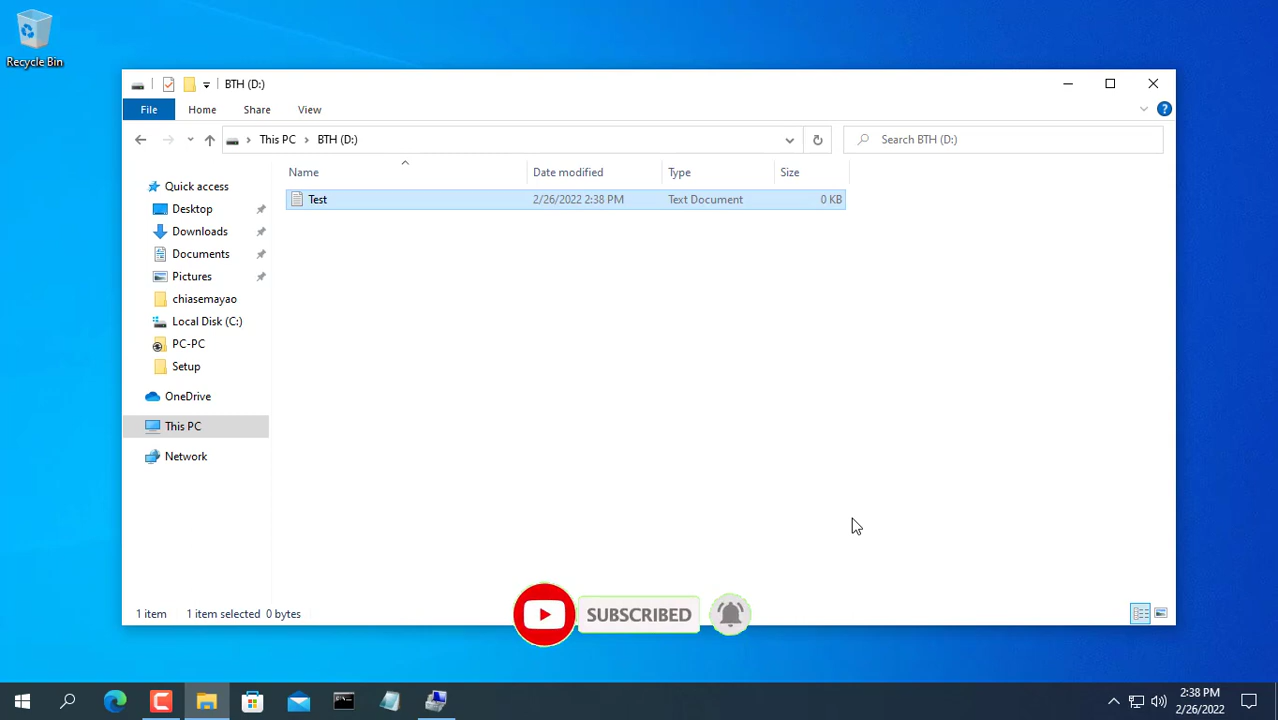 Recycle Bin
BTH (D:)
File Home Share View
This PC BTH (D:)
Search BTH (D:)
Name Date modified Type Size
Test 2/26/2022 2:38 PM Text Document 0 KB
Quick access
Desktop
Downloads
Documents
Pictures
chiasemayao
Local Disk (C:)
PC-PC
Setup
OneDrive
This PC
Network
1 item 1 item selected 0 bytes
SUBSCRIBED
2:38 PM
2/26/2022